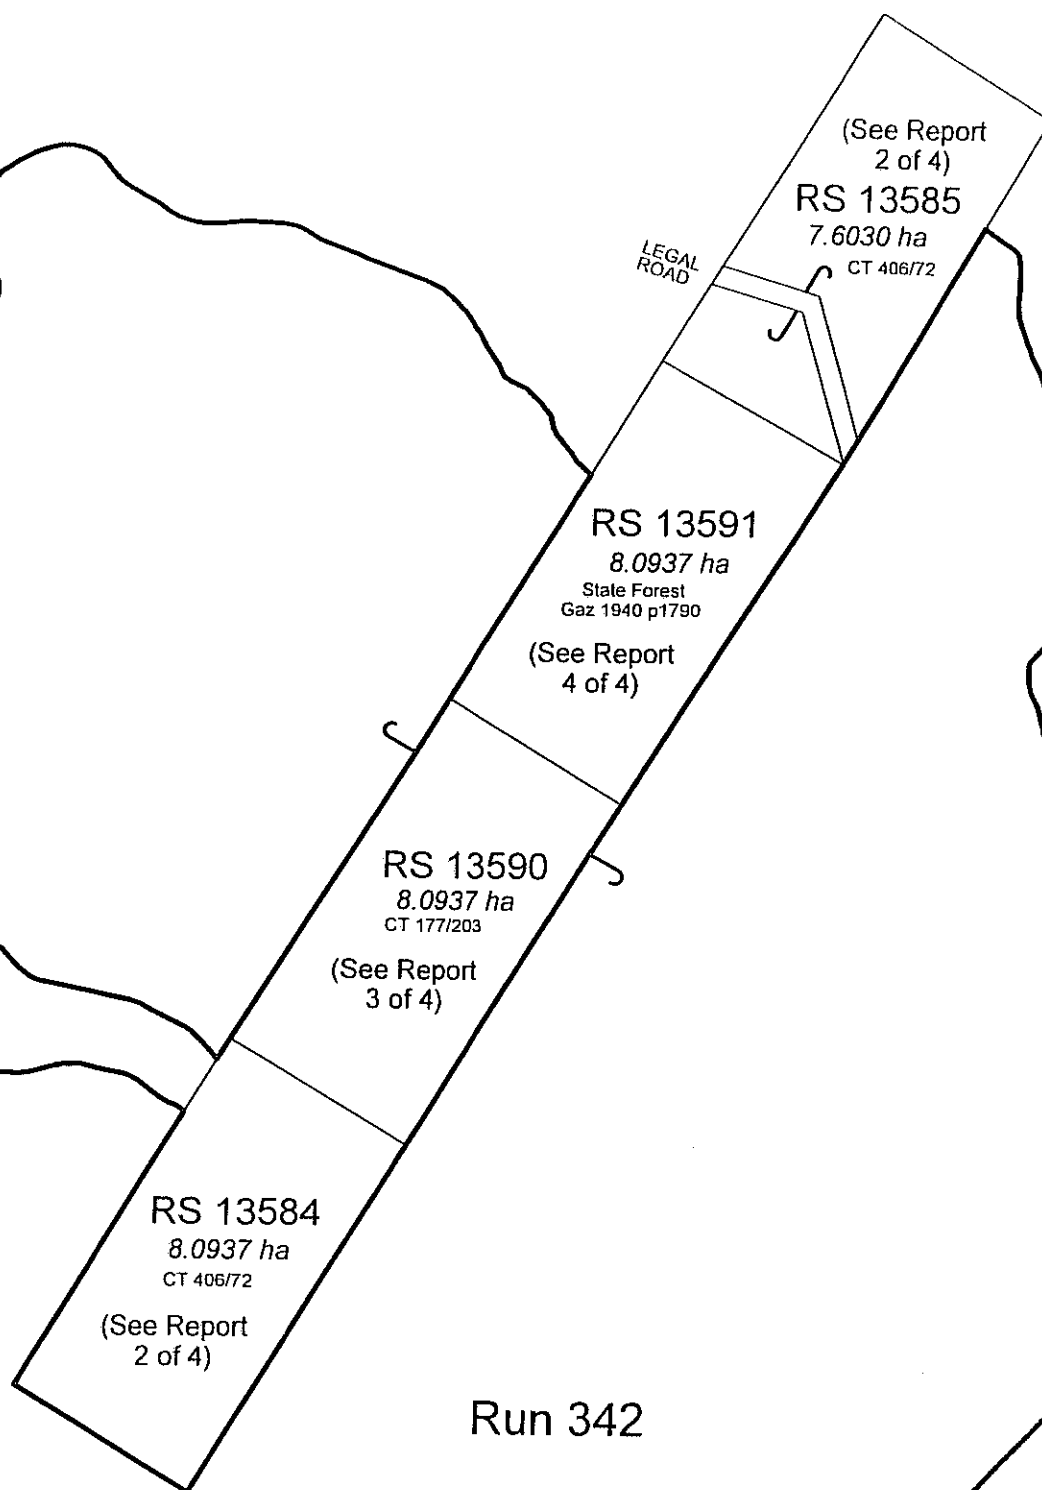 (See Report
2 of 4)
RS 13585
7.6030 ha
CT 406/72
LEGAL
ROAD
RS 13591
8.0937 ha
State Forest
Gaz 1940 p1790
(See Report
4 of 4)
RS 13590
8.0937 ha
CT 177/203
(See Report
3 of 4)
RS 13584
8.0937 ha
CT 406/72
(See Report
2 of 4)
Run 342